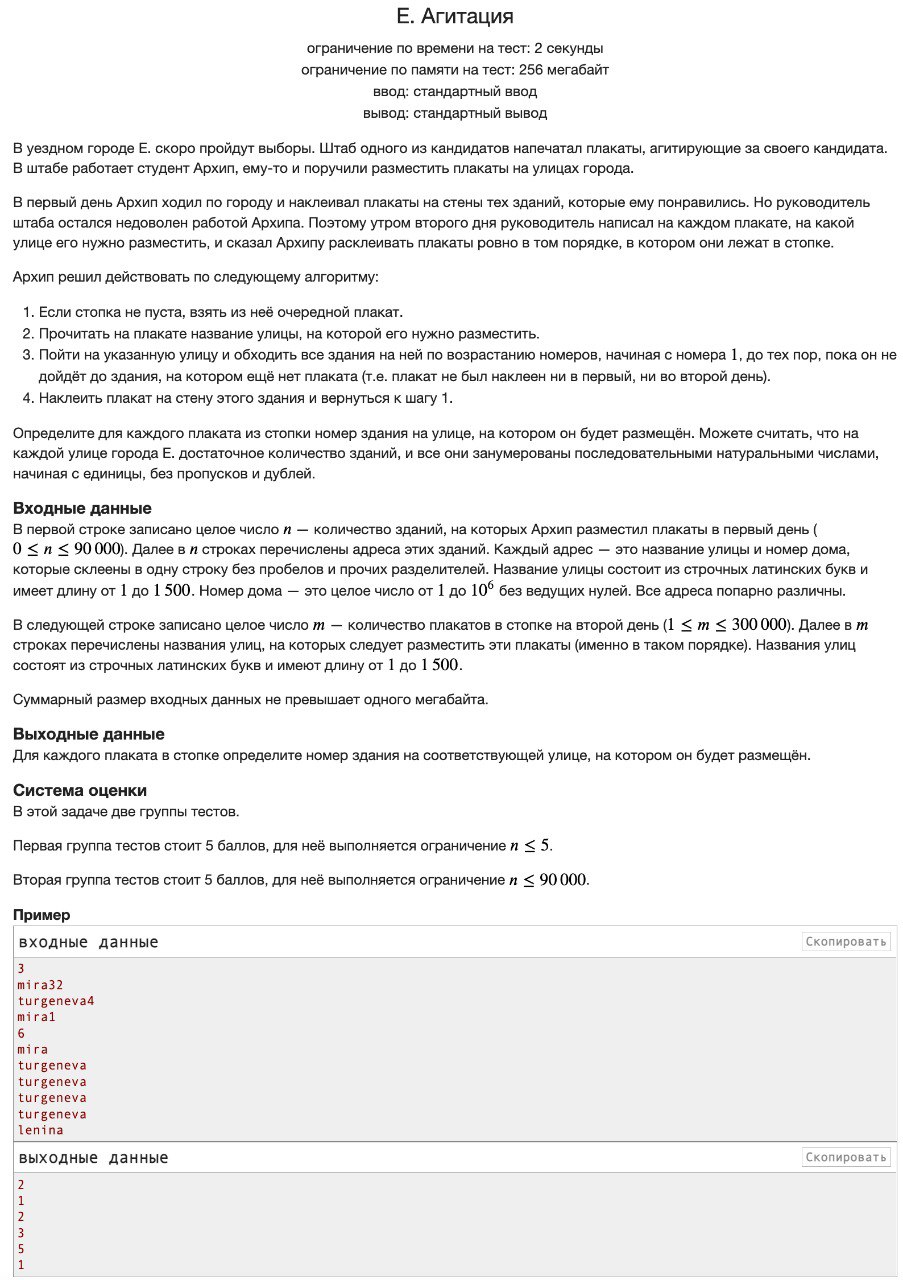 E. Агитация
ограничение по времени на тест: 2 секунды
ограничение по памяти на тест: 256 мегабайт
ввод: стандартный ввод
вывод: стандартный вывод
В уездном городе Е. скоро пройдут выборы. Штаб одного из кандидатов напечатал плакаты, агитирующие за своего кандидата.
В штабе работает студент Архип, ему-то и поручили разместить плакаты на улицах города.
В первый день Архип ходил по городу и наклеивал плакаты на стены тех зданий, которые ему понравились. Но руководитель
штаба остался недоволен работой Архипа. Поэтому утром второго дня руководитель написал на каждом плакате, на какой
улице его нужно разместить, и сказал Архипу расклеивать плакаты ровно в том порядке, в котором они лежат в стопке.
Архип решил действовать по следующему алгоритму:
1. Если стопка не пуста, взять из неё очередной плакат.
2. Прочитать на плакате название улицы, на которой его нужно разместить.
3. Пойти на указанную улицу и обходить все здания на ней по возрастанию номеров, начиная с номера 1, до тех пор, пока он не
дойдёт до здания, на котором ещё нет плаката (т.е. плакат не был наклеен ни в первый, ни во второй день).
4. Наклеить плакат на стену этого здания и вернуться к шагу 1.
Определите для каждого плаката из стопки номер здания на улице, на котором он будет размещён. Можете считать, что на
каждой улице города Е. достаточное количество зданий, и все они занумерованы последовательными натуральными числами,
начиная с единицы, без пропусков и дублей.
Входные данные
В первой строке записано целое число n — количество зданий, на которых Архип разместил плакаты в первый день (
0 ≤ n ≤ 90 000). Далее в n строках перечислены адреса этих зданий. Каждый адрес — это название улицы и номер дома,
которые склеены в одну строку без пробелов и прочих разделителей. Название улицы состоит из строчных латинских букв и
имеет длину от 1 до 1 500. Номер дома — это целое число от 1 до 10⁶ без ведущих нулей. Все адреса попарно различны.
В следующей строке записано целое число m — количество плакатов в стопке на второй день (1 ≤ m ≤ 300 000). Далее в m
строках перечислены названия улиц, на которых следует разместить эти плакаты (именно в таком порядке). Названия улиц
состоят из строчных латинских букв и имеют длину от 1 до 1 500.
Суммарный размер входных данных не превышает одного мегабайта.
Выходные данные
Для каждого плаката в стопке определите номер здания на соответствующей улице, на котором он будет размещён.
Система оценки
В этой задаче две группы тестов.
Первая группа тестов стоит 5 баллов, для неё выполняется ограничение n ≤ 5.
Вторая группа тестов стоит 5 баллов, для неё выполняется ограничение n ≤ 90 000.
Пример
входные данные
Скопировать
3
mira32
turgeneva4
mira1
6
mira
turgeneva
turgeneva
turgeneva
turgeneva
lenina
выходные данные
Скопировать
2
1
2
3
5
1